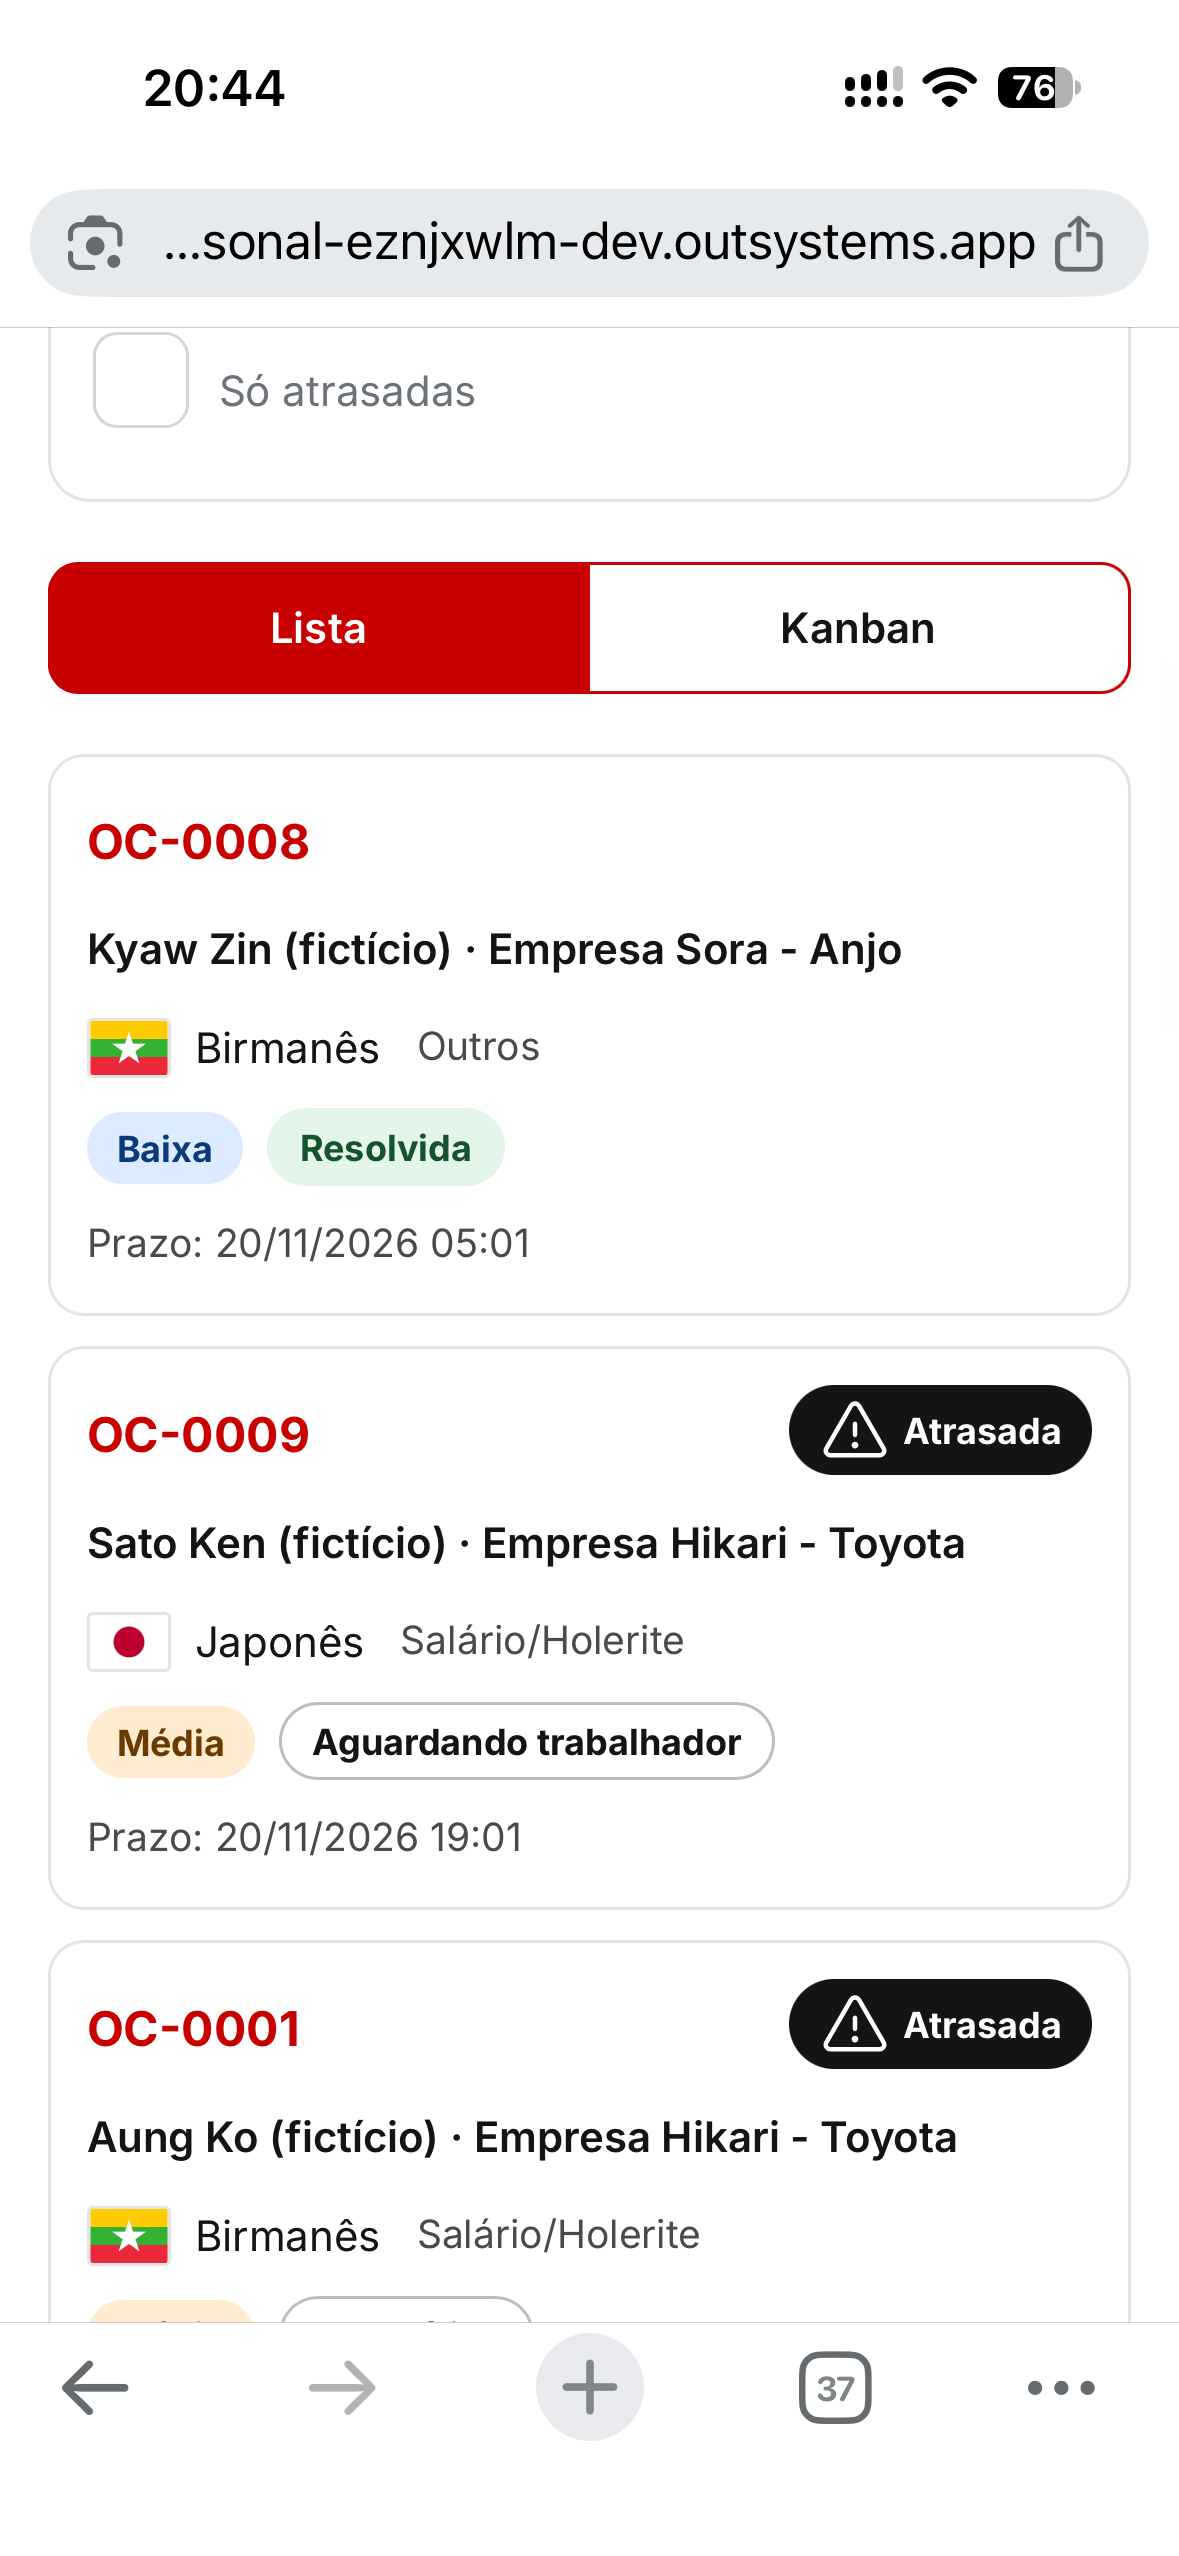 20:44
76
...sonal-eznjxwlm-dev.outsystems.app
Só atrasadas
Lista
Kanban
OC-0008
Kyaw Zin (fictício) · Empresa Sora - Anjo
Birmanês Outros
Baixa Resolvida
Prazo: 20/11/2026 05:01
OC-0009
Atrasada
Sato Ken (fictício) · Empresa Hikari - Toyota
Japonês Salário/Holerite
Média Aguardando trabalhador
Prazo: 20/11/2026 19:01
OC-0001
Atrasada
Aung Ko (fictício) · Empresa Hikari - Toyota
Birmanês Salário/Holerite
37